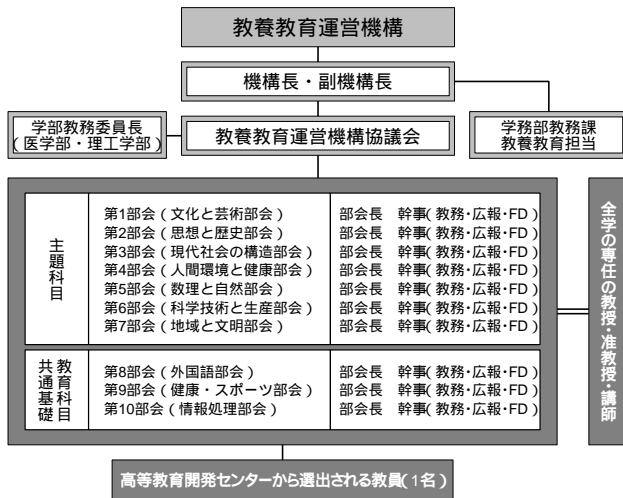 教養教育運営機構
機構長・副機構長
学部教務委員長
(医学部・理工学部)
教養教育運営機構協議会
学務部教務課
教養教育担当
主題科目
第1部会(文化と芸術部会) 部会長 幹事(教務・広報・FD)
第2部会(思想と歴史部会) 部会長 幹事(教務・広報・FD)
第3部会(現代社会の構造部会) 部会長 幹事(教務・広報・FD)
第4部会(人間環境と健康部会) 部会長 幹事(教務・広報・FD)
第5部会(数理と自然部会) 部会長 幹事(教務・広報・FD)
第6部会(科学技術と生産部会) 部会長 幹事(教務・広報・FD)
第7部会(地域と文明部会) 部会長 幹事(教務・広報・FD)
共通基礎
教育科目
第8部会(外国語部会) 部会長 幹事(教務・広報・FD)
第9部会(健康・スポーツ部会) 部会長 幹事(教務・広報・FD)
第10部会(情報処理部会) 部会長 幹事(教務・広報・FD)
全学の専任の教授・准教授・講師
高等教育開発センターから選出される教員(1名)